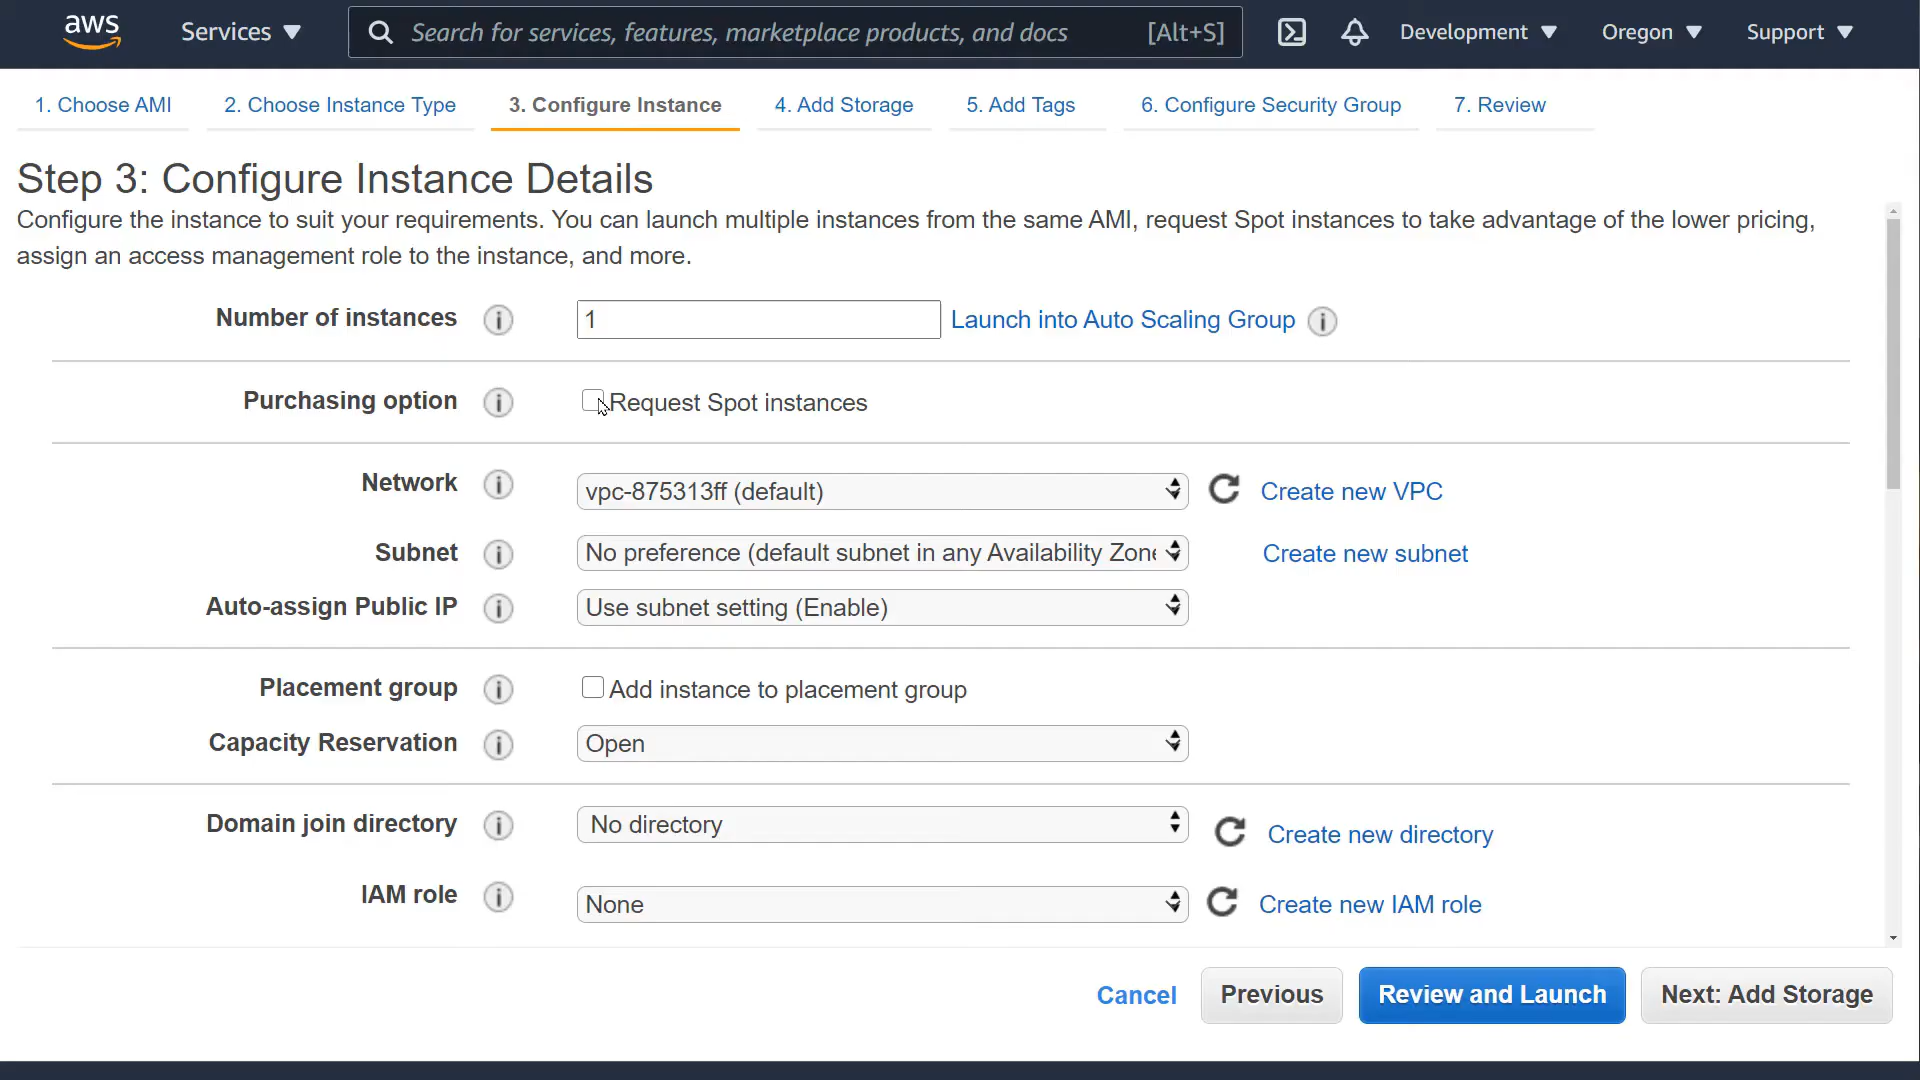 aws Services Search for services, features, marketplace products, and docs [Alt+S] Development Oregon Support
1. Choose AMI 2. Choose Instance Type 3. Configure Instance 4. Add Storage 5. Add Tags 6. Configure Security Group 7. Review
Step 3: Configure Instance Details
Configure the instance to suit your requirements. You can launch multiple instances from the same AMI, request Spot instances to take advantage of the lower pricing,
assign an access management role to the instance, and more.
Number of instances i 1 Launch into Auto Scaling Group i
Purchasing option i Request Spot instances
Network i vpc-875313ff (default) Create new VPC
Subnet i No preference (default subnet in any Availability Zone Create new subnet
Auto-assign Public IP i Use subnet setting (Enable)
Placement group i Add instance to placement group
Capacity Reservation i Open
Domain join directory i No directory Create new directory
IAM role i None Create new IAM role
Cancel Previous Review and Launch Next: Add Storage